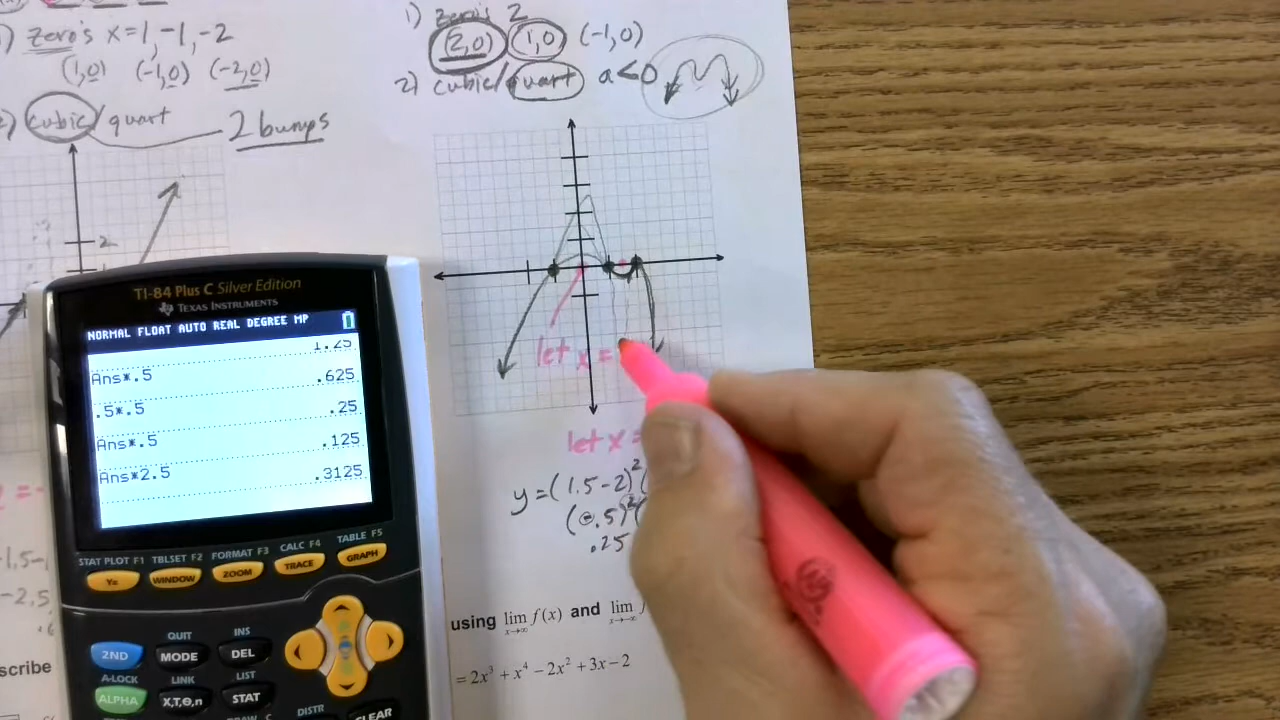 ) zero's x=1,-1,-2
(1,0) (-1,0) (-2,0)
) cubic/quart 2 bumps
2
1) zero's 2
(2,0) (1,0) (-1,0)
2) cubic/quart a<0
let x =
let x =
y=(1.5-2)²(
(-.5)²(
.25
using lim f(x) and lim
x→∞ x→-∞
= 2x³ + x⁴ − 2x² + 3x − 2
-1.5-
-2.5
scribe
TI-84 Plus C Silver Edition
TEXAS INSTRUMENTS
NORMAL FLOAT AUTO REAL DEGREE MP
1.25
Ans*.5 .625
.5*.5 .25
Ans*.5 .125
Ans*2.5 .3125
STAT PLOT F1 TBLSET F2 FORMAT F3 CALC F4 TABLE F5
Y= WINDOW ZOOM TRACE GRAPH
QUIT INS
2ND MODE DEL
A-LOCK LINK LIST
ALPHA X,T,Θ,n STAT
DISTR
CLEAR